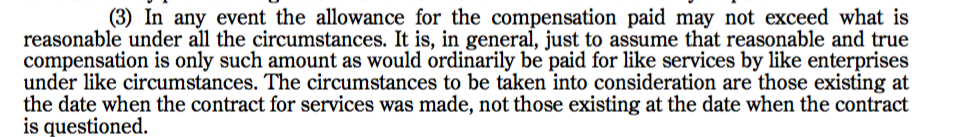 (3) In any event the allowance for the compensation paid may not exceed what is
reasonable under all the circumstances. It is, in general, just to assume that reasonable and true
compensation is only such amount as would ordinarily be paid for like services by like enterprises
under like circumstances. The circumstances to be taken into consideration are those existing at
the date when the contract for services was made, not those existing at the date when the contract
is questioned.